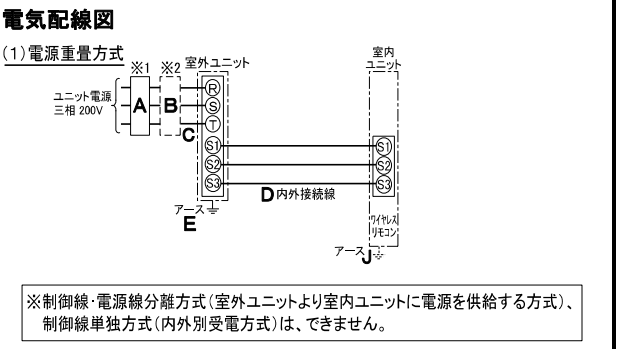 電気配線図
(1)電源重畳方式
※1 ※2 室外ユニット
室内
ユニット
ユニット電源
三相 200V
A
B
C
R
S
T
S1
S2
S3
S1
S2
S3
D 内外接続線
アース
E
ワイヤレス
リモコン
アース J
※制御線・電源線分離方式(室外ユニットより室内ユニットに電源を供給する方式)、
制御線単独方式(内外別受電方式)は、できません。